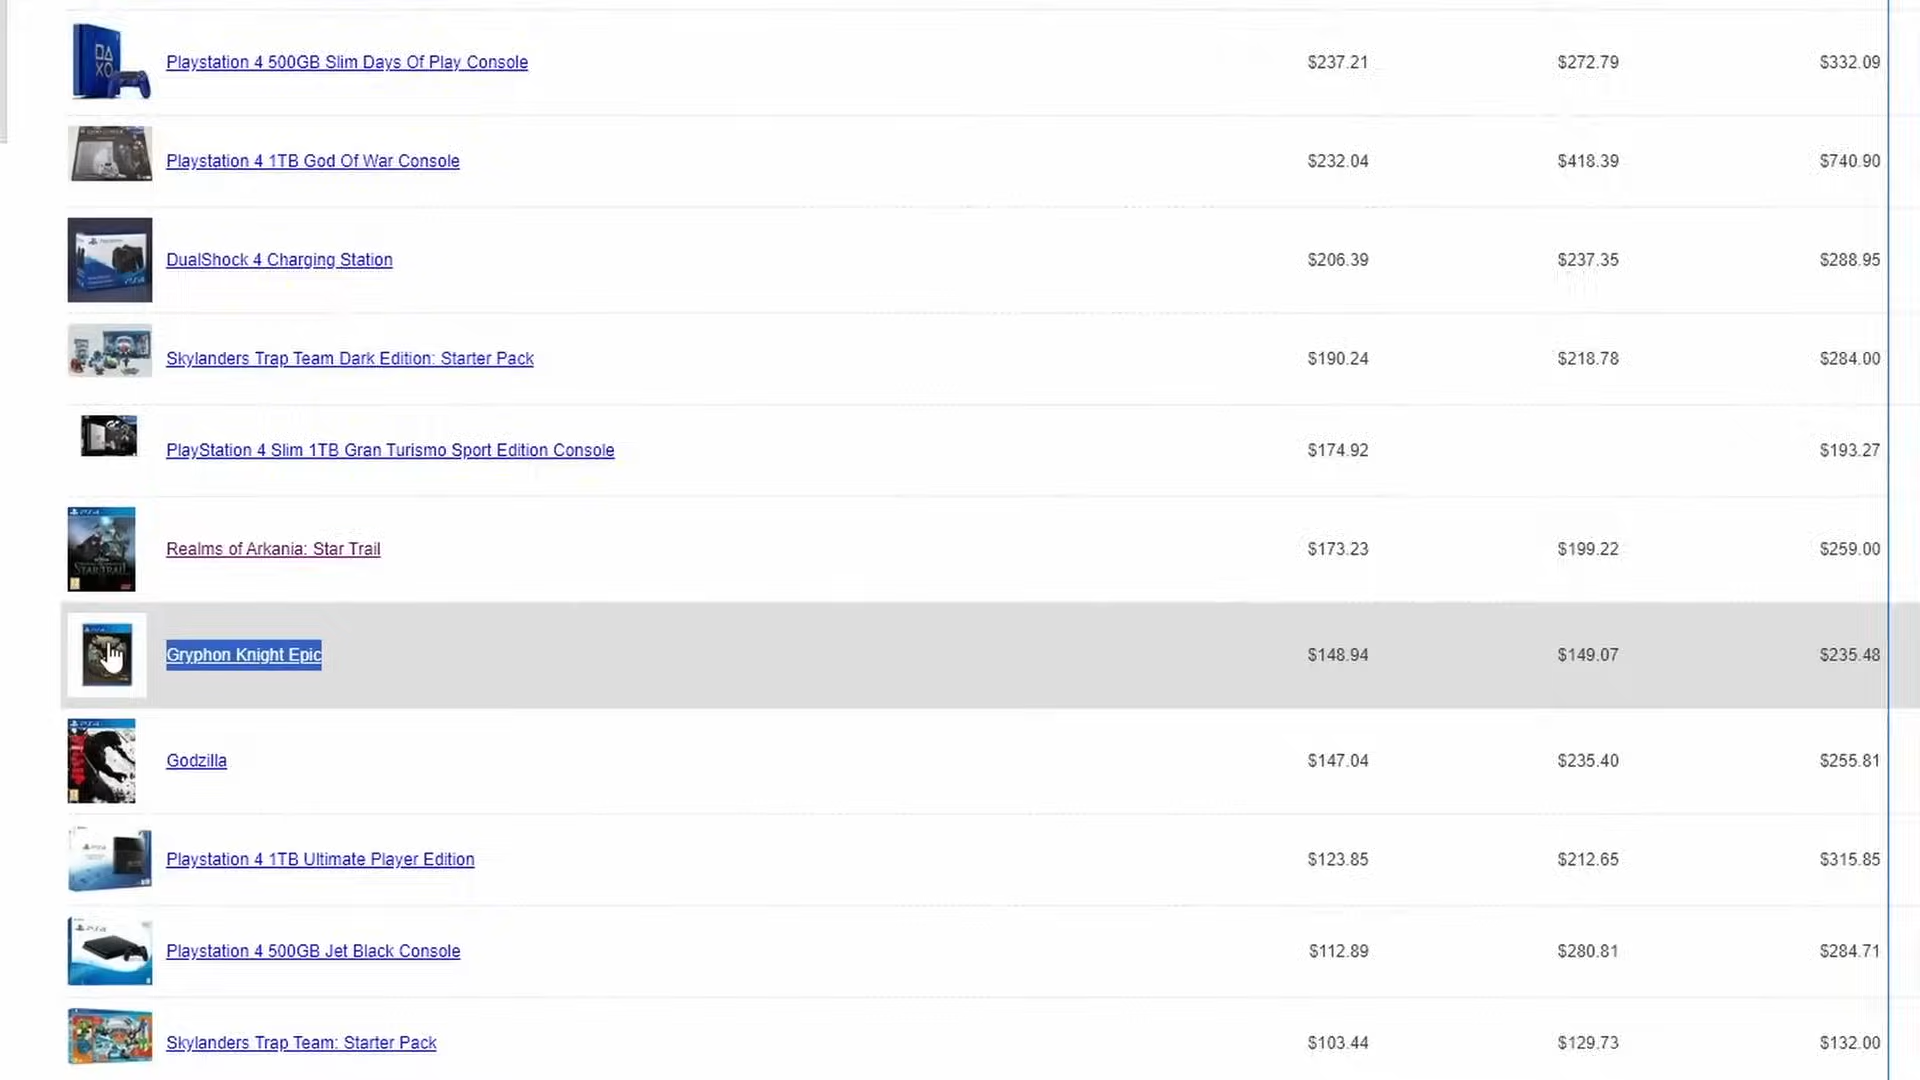 Playstation 4 500GB Slim Days Of Play Console $237.21 $272.79 $332.09
Playstation 4 1TB God Of War Console $232.04 $418.39 $740.90
DualShock 4 Charging Station $206.39 $237.35 $288.95
Skylanders Trap Team Dark Edition: Starter Pack $190.24 $218.78 $284.00
PlayStation 4 Slim 1TB Gran Turismo Sport Edition Console $174.92 $193.27
Realms of Arkania: Star Trail $173.23 $199.22 $259.00
Gryphon Knight Epic $148.94 $149.07 $235.48
Godzilla $147.04 $235.40 $255.81
Playstation 4 1TB Ultimate Player Edition $123.85 $212.65 $315.85
Playstation 4 500GB Jet Black Console $112.89 $280.81 $284.71
Skylanders Trap Team: Starter Pack $103.44 $129.73 $132.00